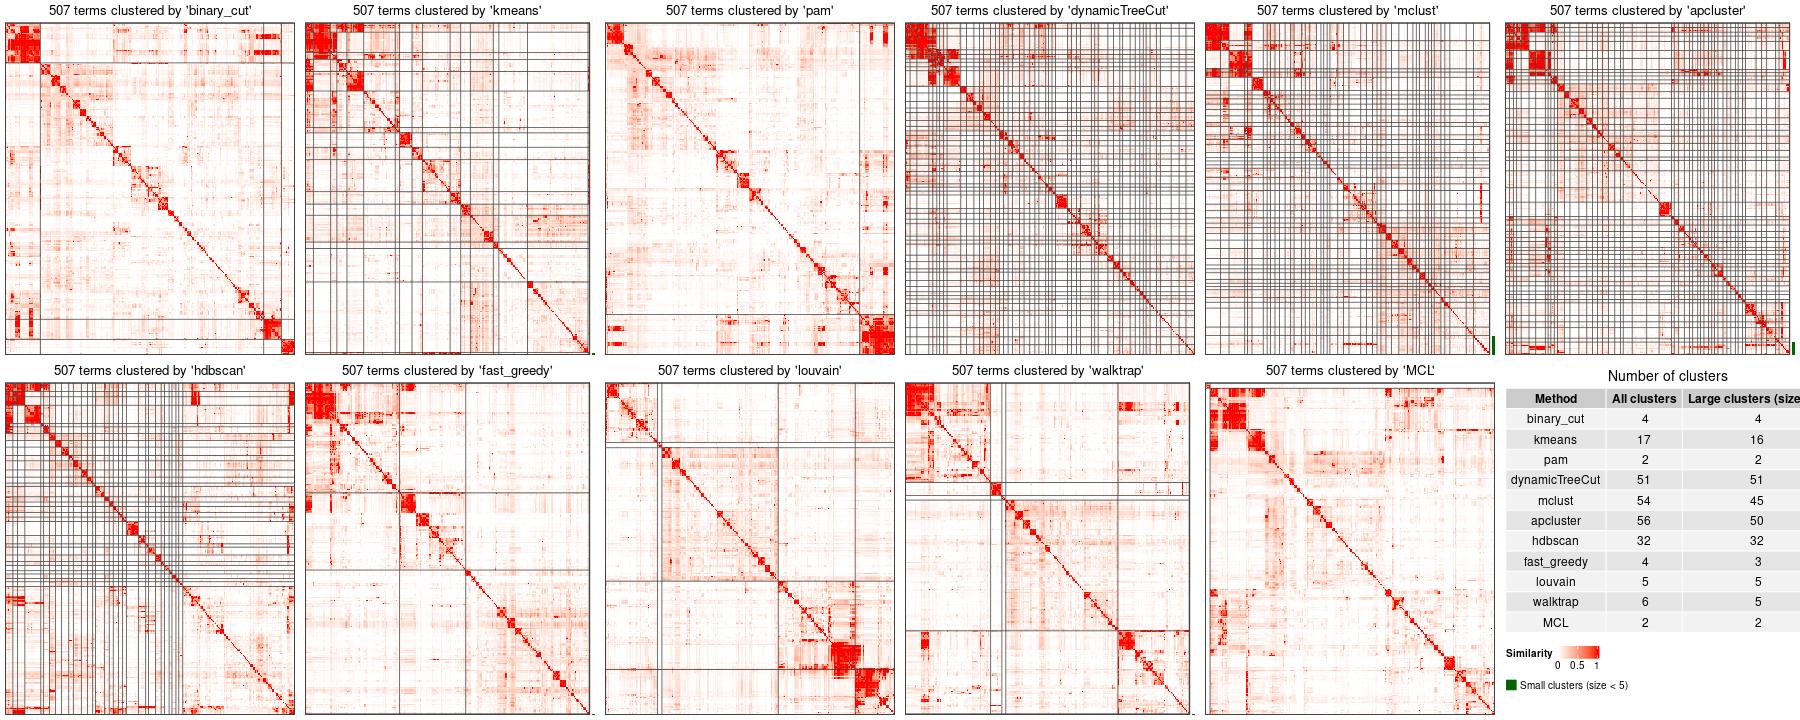 507 terms clustered by 'binary_cut'
507 terms clustered by 'kmeans'
507 terms clustered by 'pam'
507 terms clustered by 'dynamicTreeCut'
507 terms clustered by 'mclust'
507 terms clustered by 'apcluster'
507 terms clustered by 'hdbscan'
507 terms clustered by 'fast_greedy'
507 terms clustered by 'louvain'
507 terms clustered by 'walktrap'
507 terms clustered by 'MCL'
Number of clusters
Method All clusters Large clusters (size
binary_cut 4 4
kmeans 17 16
pam 2 2
dynamicTreeCut 51 51
mclust 54 45
apcluster 56 50
hdbscan 32 32
fast_greedy 4 3
louvain 5 5
walktrap 6 5
MCL 2 2
Similarity
0 0.5 1
Small clusters (size < 5)